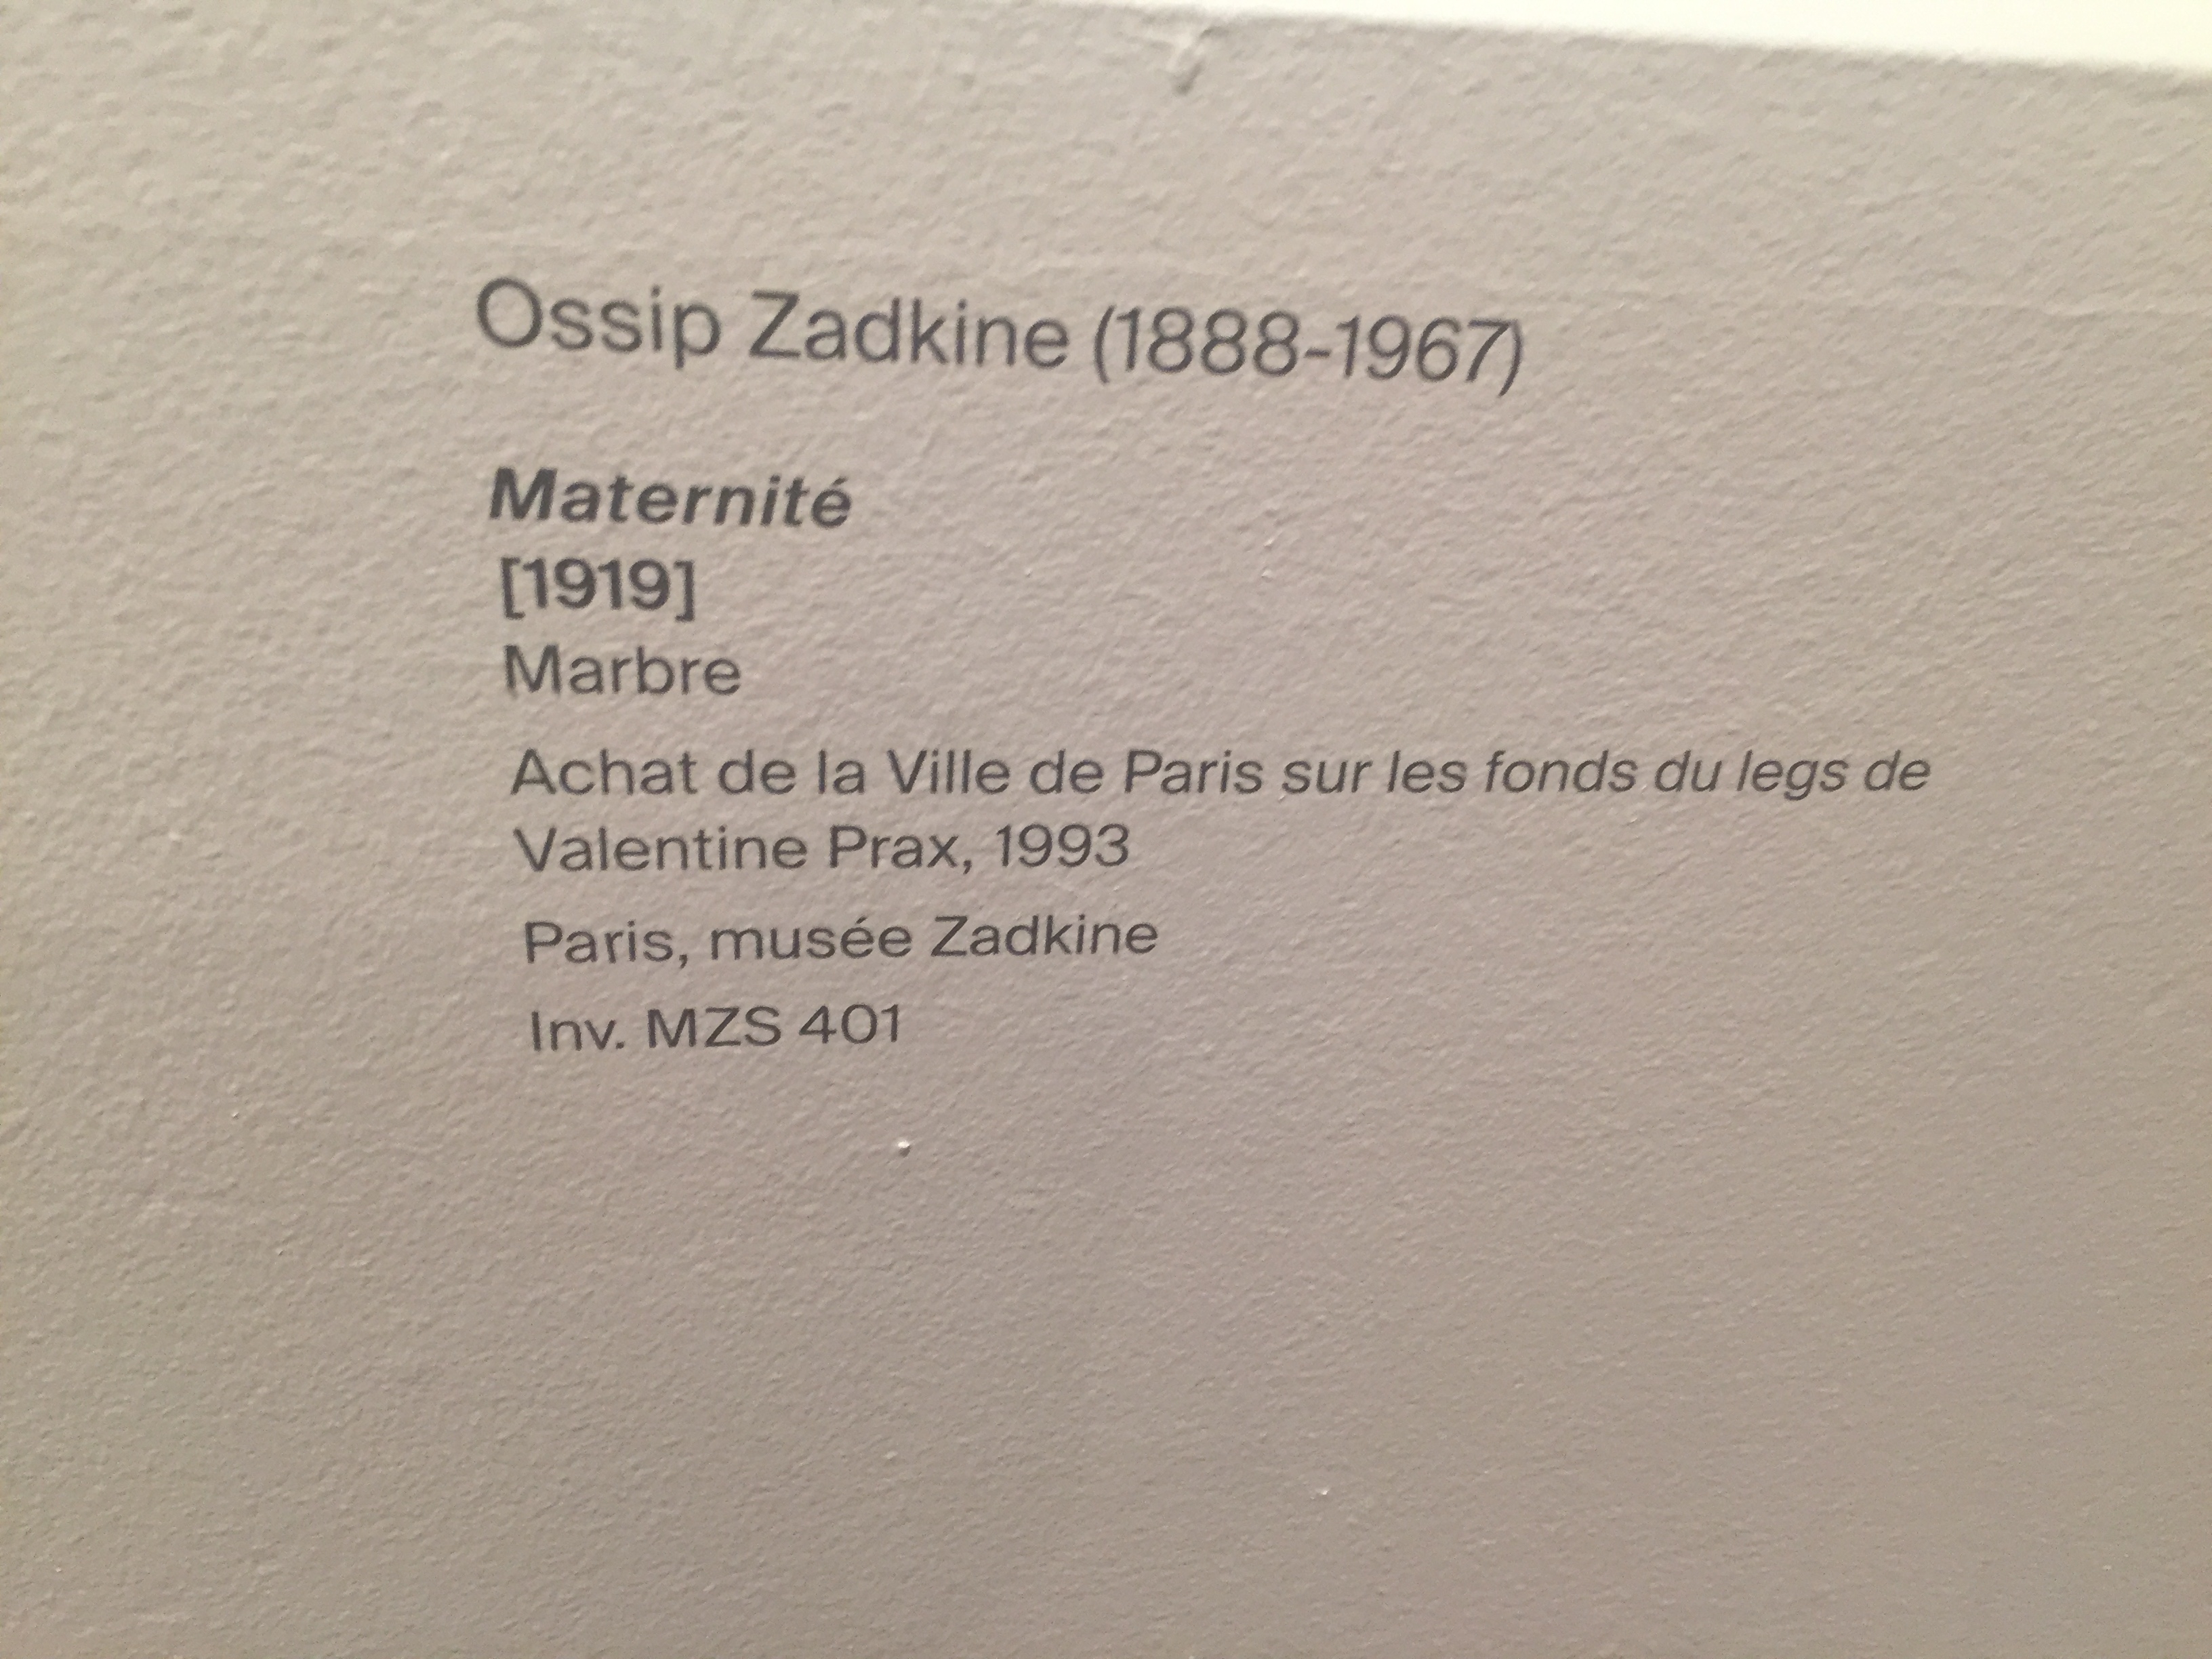 Ossip Zadkine (1888-1967)
Maternité
[1919]
Marbre
Achat de la Ville de Paris sur les fonds du legs de
Valentine Prax, 1993
Paris, musée Zadkine
Inv. MZS 401